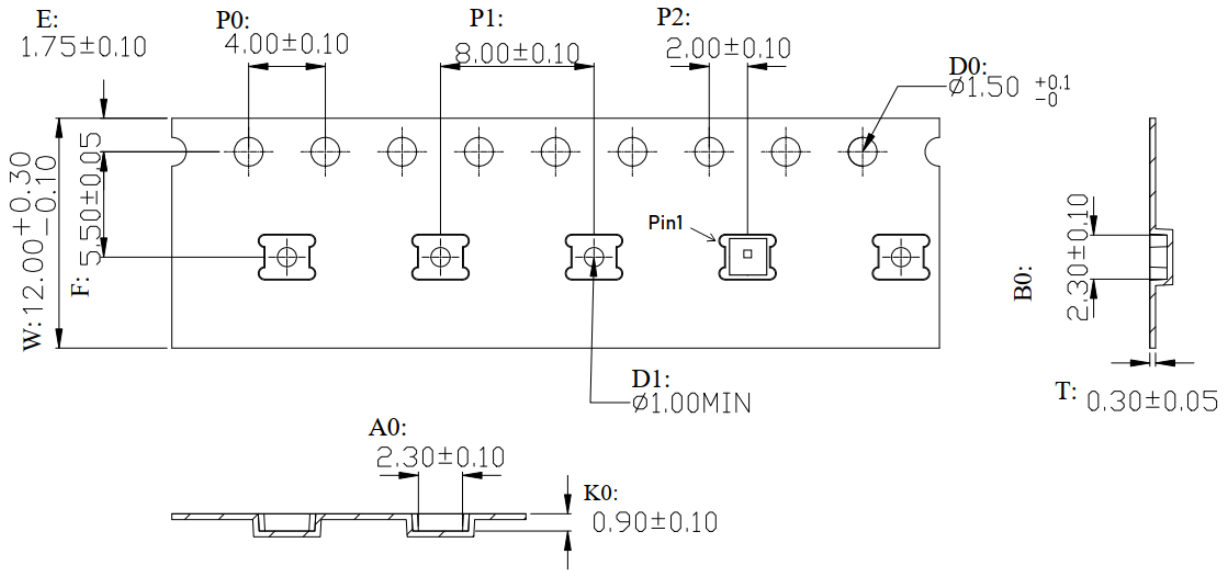 E:
1.75±0.10
P0:
4.00±0.10
P1:
8.00±0.10
P2:
2.00±0.10
D0:
Ø1.50 +0.1
-0
W:12.00+0.30
-0.10
F: 5.50±0.05
Pin1
D1:
Ø1.00MIN
B0:
2.30±0.10
T: 0.30±0.05
A0:
2.30±0.10
K0:
0.90±0.10